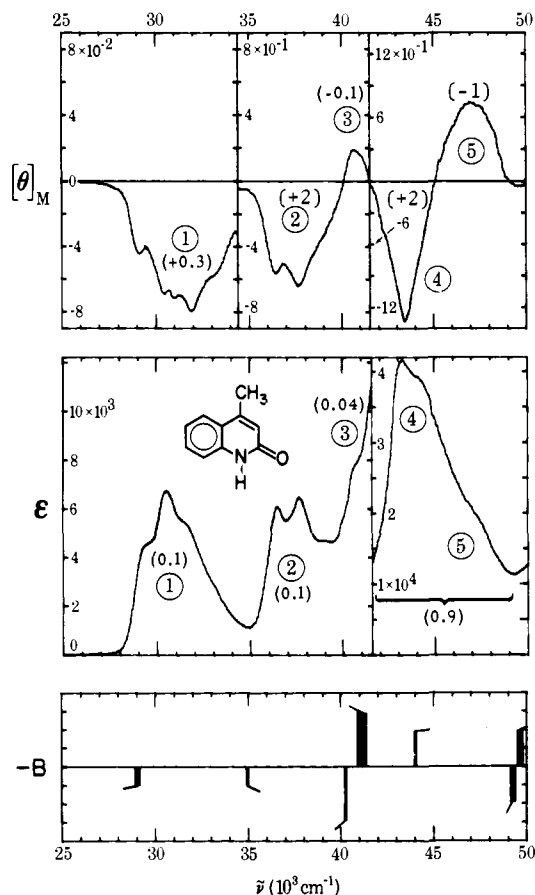 25 30 35 40 45 50
8×10⁻² 8×10⁻¹ 12×10⁻¹
(-0.1) (-1)
4 4 ③ 6 ⑤
[θ]M 0
(+2) (+2)
① ② -6
-4 (+0.3) -4 ④
-8 -8 -12
CH₃ 4
10×10³ (0.04) ④
8 ③ 3
ε N O
H
6 2
4 (0.1) ② ⑤
① (0.1) 1×10⁴
2 (0.9)
0
-B
25 30 35 40 45 50
ν̃ (10³cm⁻¹)